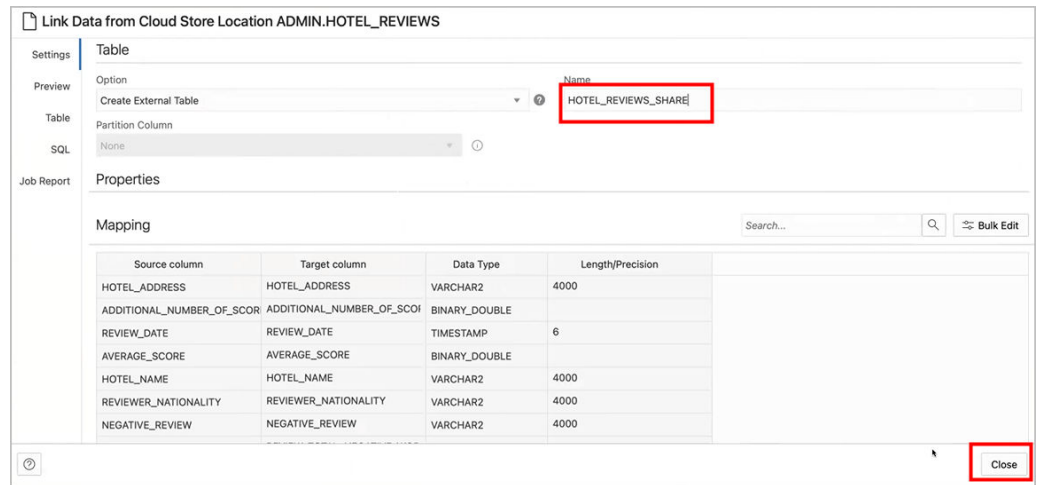 Link Data from Cloud Store Location ADMIN.HOTEL_REVIEWS
Settings
Preview
Table
SQL
Job Report
Table
Option
Name
Create External Table
HOTEL_REVIEWS_SHARE
Partition Column
None
Properties
Mapping
Search...
Bulk Edit
Source column Target column Data Type Length/Precision
HOTEL_ADDRESS HOTEL_ADDRESS VARCHAR2 4000
ADDITIONAL_NUMBER_OF_SCOR ADDITIONAL_NUMBER_OF_SCOF BINARY_DOUBLE
REVIEW_DATE REVIEW_DATE TIMESTAMP 6
AVERAGE_SCORE AVERAGE_SCORE BINARY_DOUBLE
HOTEL_NAME HOTEL_NAME VARCHAR2 4000
REVIEWER_NATIONALITY REVIEWER_NATIONALITY VARCHAR2 4000
NEGATIVE_REVIEW NEGATIVE_REVIEW VARCHAR2 4000
Close